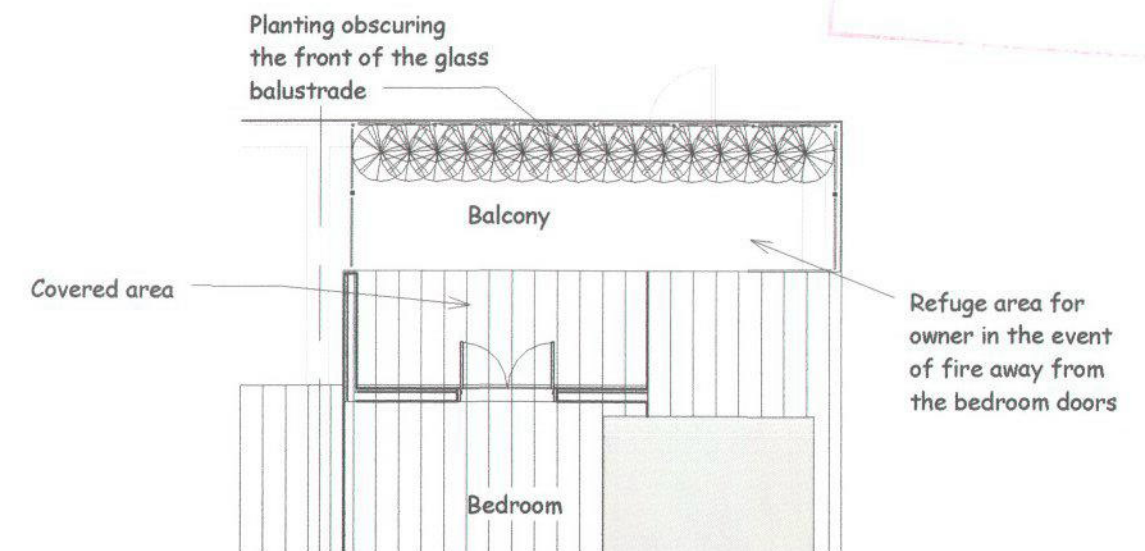 Planting obscuring
the front of the glass
balustrade
Balcony
Covered area
Refuge area for
owner in the event
of fire away from
the bedroom doors
Bedroom